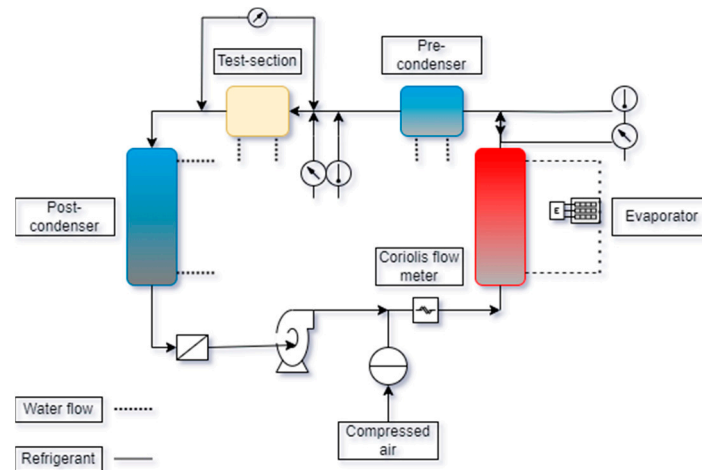 Test-section
Pre-
condenser
Post-
condenser
E
Evaporator
Coriolis flow
meter
Water flow
Compressed
air
Refrigerant